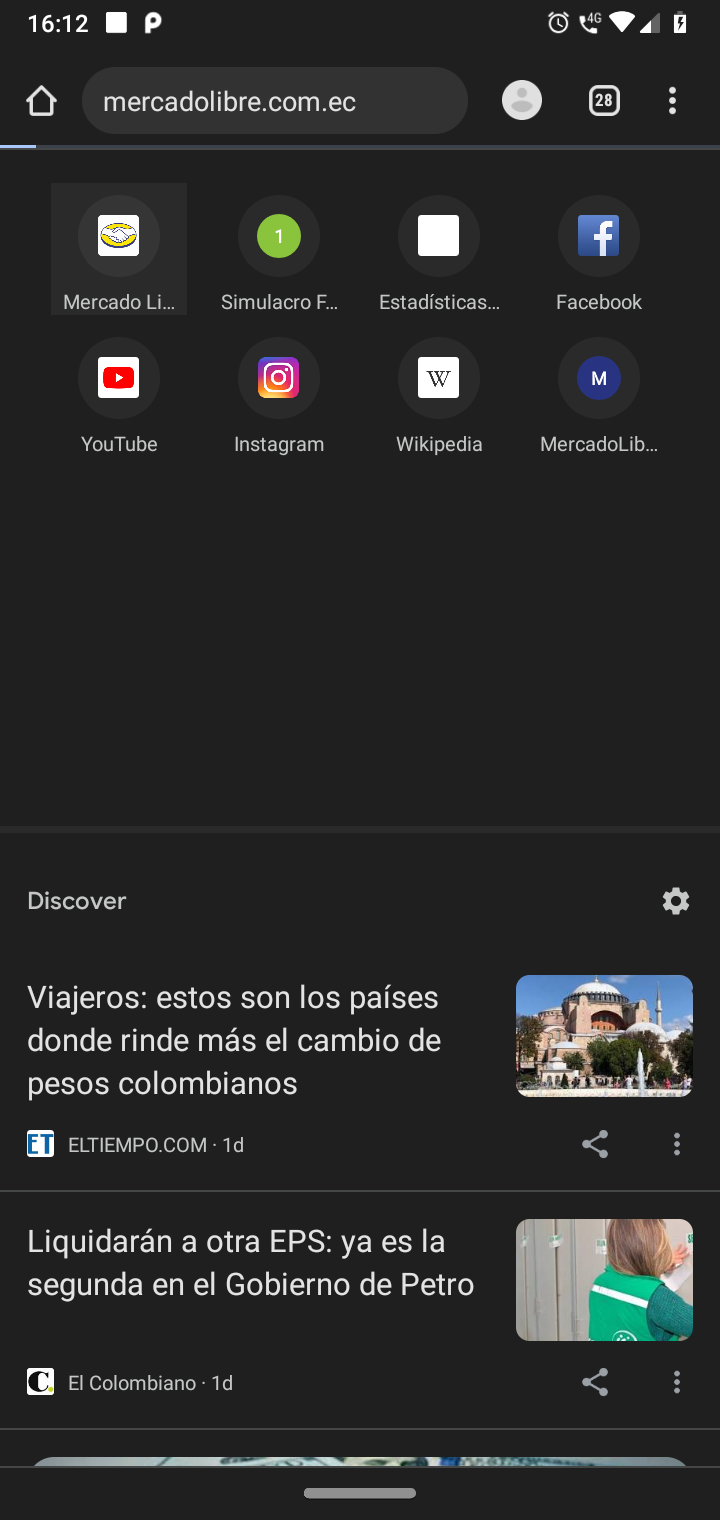 16:12
4G
mercadolibre.com.ec
28
1
Mercado Li... Simulacro F... Estadísticas... Facebook
W M
YouTube Instagram Wikipedia MercadoLib...
Discover
Viajeros: estos son los países
donde rinde más el cambio de
pesos colombianos
ET ELTIEMPO.COM · 1d
Liquidarán a otra EPS: ya es la
segunda en el Gobierno de Petro
C El Colombiano · 1d